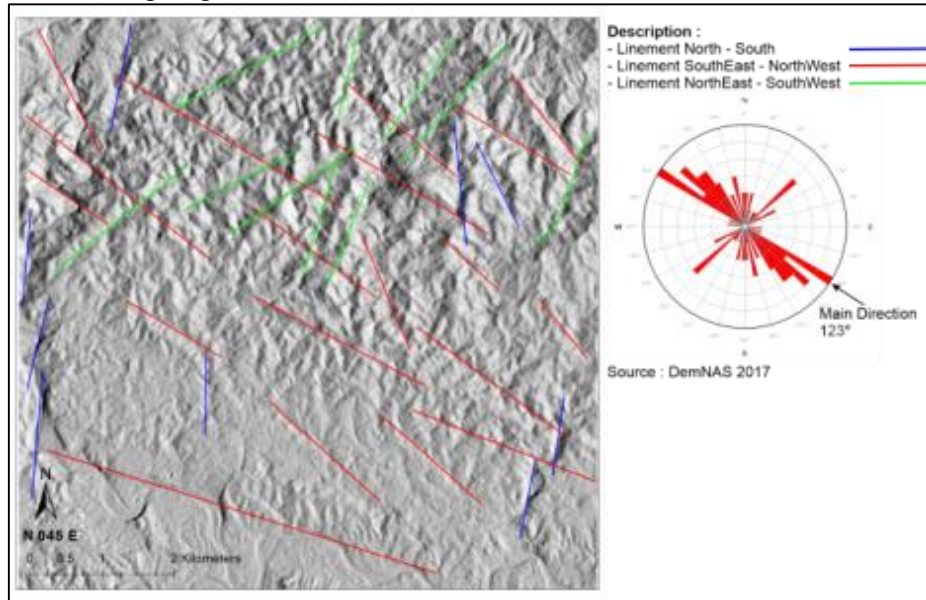 Description :
- Linement North - South
- Linement SouthEast - NorthWest
- Linement NorthEast - SouthWest
Main Direction
123°
Source : DemNAS 2017
N
N 045 E
0 0.5 1 2 Kilometers